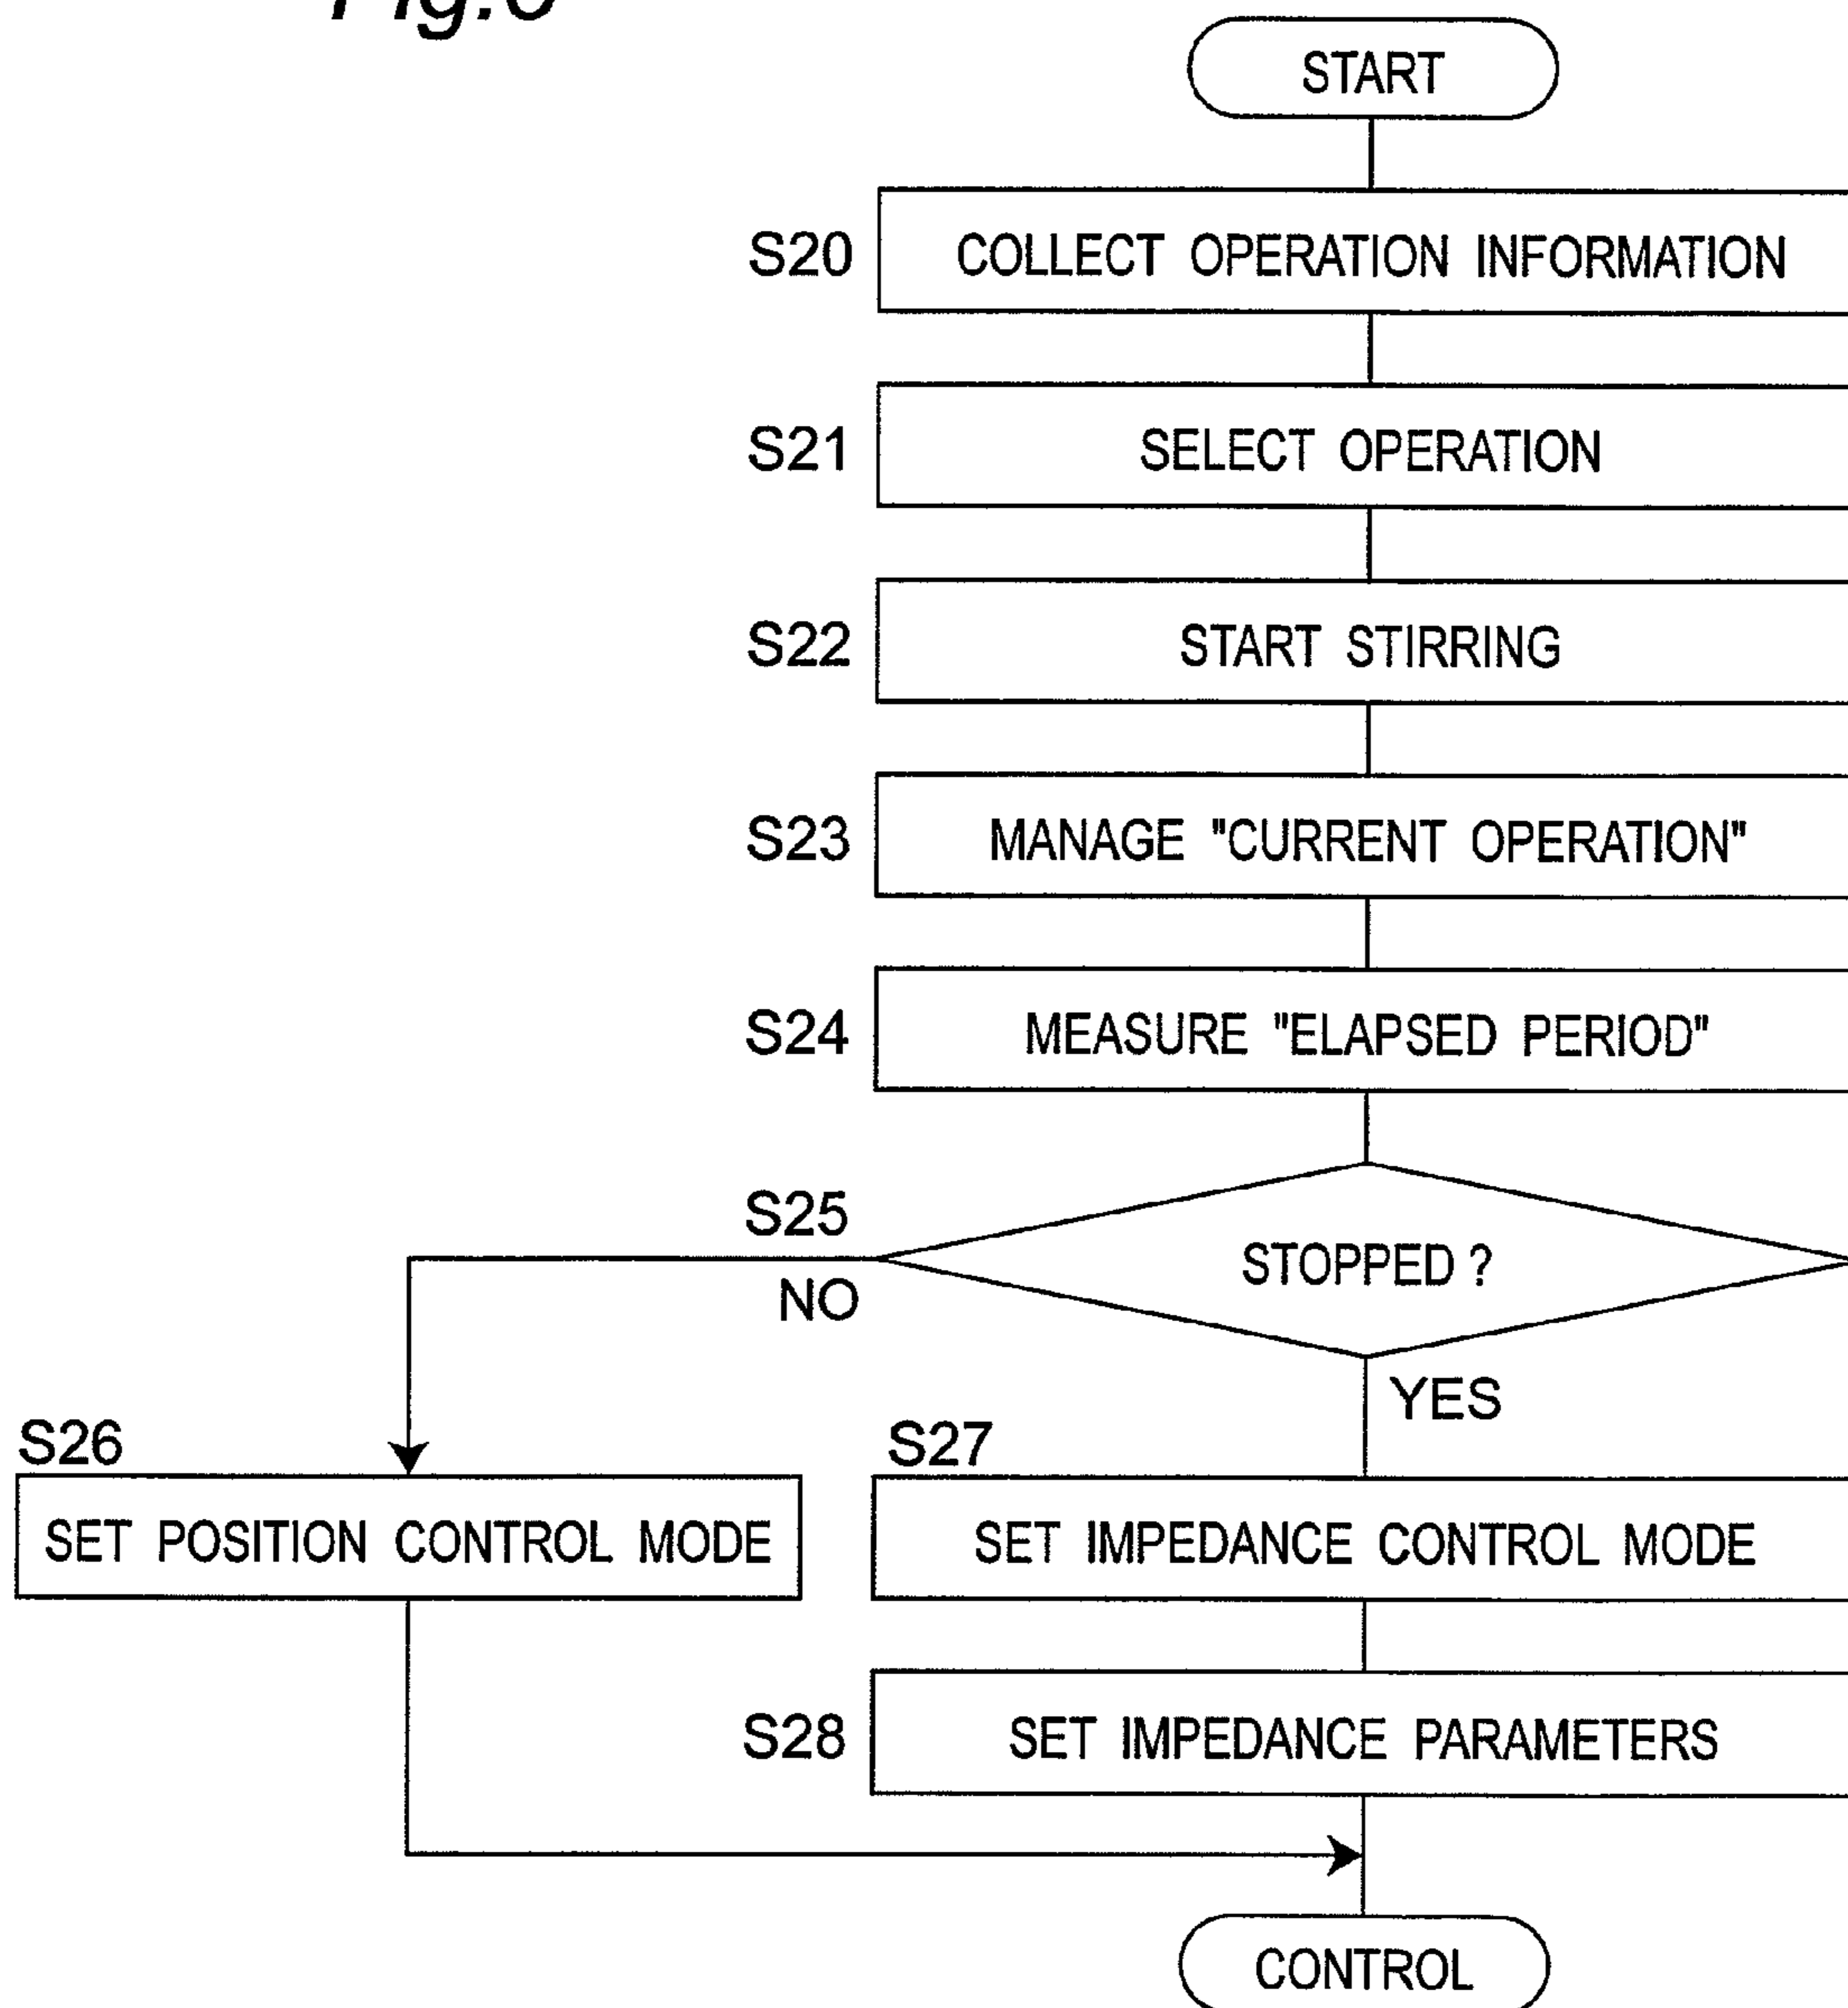 START
S20 COLLECT OPERATION INFORMATION
S21 SELECT OPERATION
S22 START STIRRING
S23 MANAGE "CURRENT OPERATION"
S24 MEASURE "ELAPSED PERIOD"
S25 STOPPED ?
NO
YES
S26
SET POSITION CONTROL MODE
S27
SET IMPEDANCE CONTROL MODE
S28 SET IMPEDANCE PARAMETERS
CONTROL